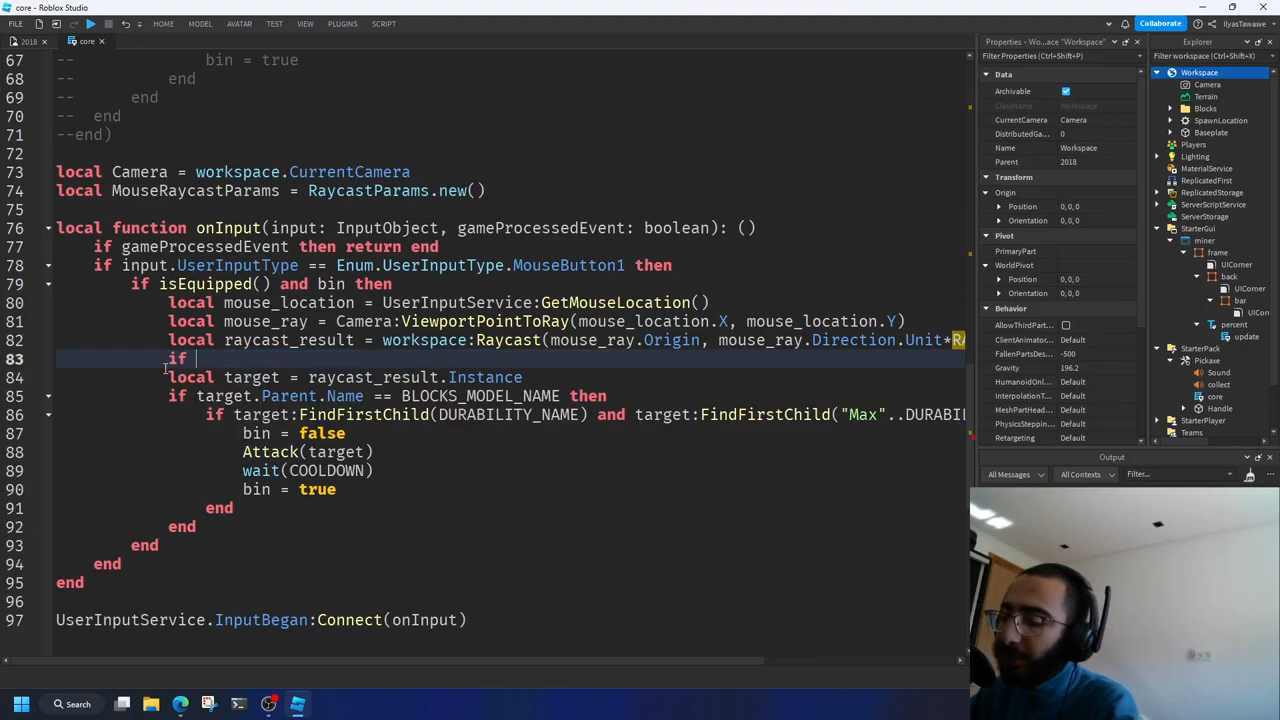 core - Roblox Studio
FILE HOME MODEL AVATAR TEST VIEW PLUGINS SCRIPT Collaborate IlyasTawawe
2018 core
67 -- bin = true
68 -- end
69 -- end
70 -- end
71 --end)
72
73 local Camera = workspace.CurrentCamera
74 local MouseRaycastParams = RaycastParams.new()
75
76 local function onInput(input: InputObject, gameProcessedEvent: boolean): ()
77 if gameProcessedEvent then return end
78 if input.UserInputType == Enum.UserInputType.MouseButton1 then
79 if isEquipped() and bin then
80 local mouse_location = UserInputService:GetMouseLocation()
81 local mouse_ray = Camera:ViewportPointToRay(mouse_location.X, mouse_location.Y)
82 local raycast_result = workspace:Raycast(mouse_ray.Origin, mouse_ray.Direction.Unit*RA
83 if
84 local target = raycast_result.Instance
85 if target.Parent.Name == BLOCKS_MODEL_NAME then
86 if target:FindFirstChild(DURABILITY_NAME) and target:FindFirstChild("Max"..DURABIL
87 bin = false
88 Attack(target)
89 wait(COOLDOWN)
90 bin = true
91 end
92 end
93 end
94 end
95 end
96
97 UserInputService.InputBegan:Connect(onInput)
Properties - Wo...ace "Workspace"
Filter Properties (Ctrl+Shift+P)
Data
Archivable
ClassName Workspace
CurrentCamera Camera
DistributedGa... 0
Name Workspace
Parent 2018
Transform
Origin
Position 0, 0, 0
Orientation 0, 0, 0
Pivot
PrimaryPart
WorldPivot
Position 0, 0, 0
Orientation 0, 0, 0
Behavior
AllowThirdPart...
ClientAnimator... Default
FallenPartsDes... -500
Gravity 196.2
HumanoidOnl... Default
InterpolationT... Default
MeshPartHead... Default
PhysicsSteppin... Default
Retargeting Default
Explorer
Filter workspace (Ctrl+Shift+X)
Workspace
Camera
Terrain
Blocks
SpawnLocation
Baseplate
Players
Lighting
MaterialService
ReplicatedFirst
ReplicatedStorage
ServerScriptService
ServerStorage
StarterGui
miner
frame
UICorner
back
UICorner
bar
UICor
percent
update
StarterPack
Pickaxe
Sound
collect
core
Handle
StarterPlayer
Teams
Output
All Messages All Contexts Filter...
Search